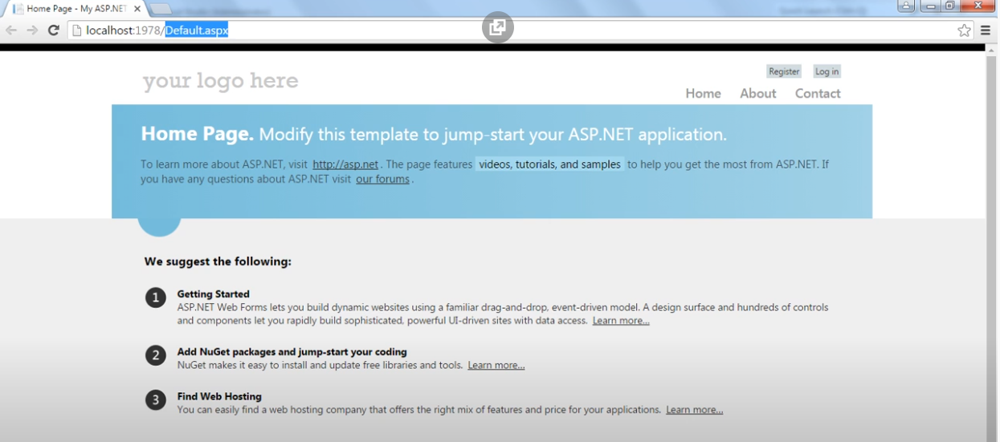 Home Page - My ASP.NET
localhost:1978/Default.aspx
your logo here
Register Log in
Home About Contact
Home Page. Modify this template to jump-start your ASP.NET application.
To learn more about ASP.NET, visit http://asp.net. The page features videos, tutorials, and samples to help you get the most from ASP.NET. If
you have any questions about ASP.NET visit our forums.
We suggest the following:
1 Getting Started
ASP.NET Web Forms lets you build dynamic websites using a familiar drag-and-drop, event-driven model. A design surface and hundreds of controls
and components let you rapidly build sophisticated, powerful UI-driven sites with data access. Learn more...
2 Add NuGet packages and jump-start your coding
NuGet makes it easy to install and update free libraries and tools. Learn more...
3 Find Web Hosting
You can easily find a web hosting company that offers the right mix of features and price for your applications. Learn more...